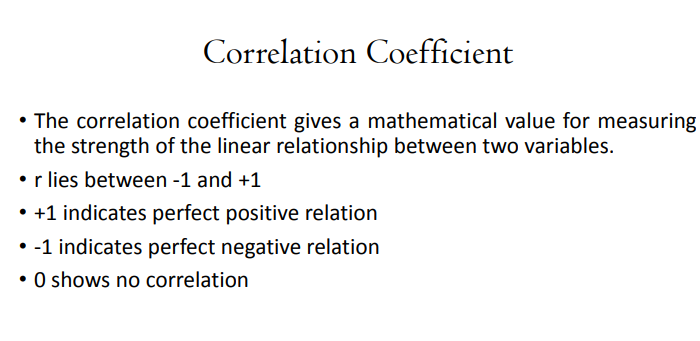 Correlation Coefficient
• The correlation coefficient gives a mathematical value for measuring
the strength of the linear relationship between two variables.
• r lies between -1 and +1
• +1 indicates perfect positive relation
• -1 indicates perfect negative relation
• 0 shows no correlation